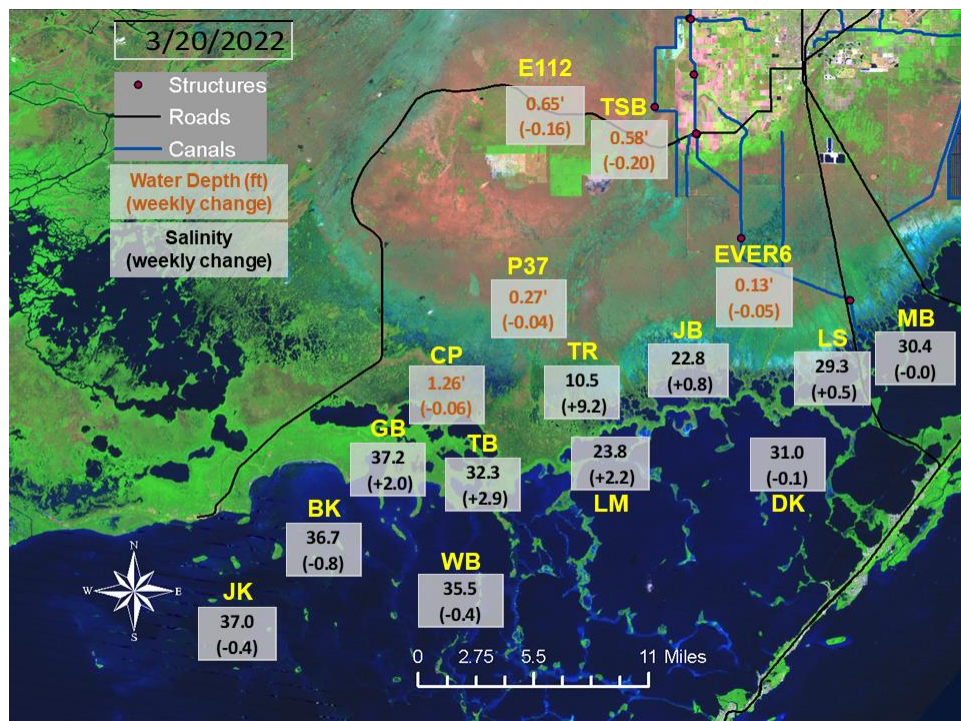 3/20/2022
Structures
Roads
Canals
Water Depth (ft)
(weekly change)
Salinity
(weekly change)
E112
0.65'
(-0.16)
TSB
0.58'
(-0.20)
P37
0.27'
(-0.04)
EVER6
0.13'
(-0.05)
CP
1.26'
(-0.06)
TR
10.5
(+9.2)
JB
22.8
(+0.8)
LS
29.3
(+0.5)
MB
30.4
(-0.0)
GB
37.2
(+2.0)
TB
32.3
(+2.9)
23.8
(+2.2)
LM
31.0
(-0.1)
DK
BK
36.7
(-0.8)
WB
35.5
(-0.4)
JK
37.0
(-0.4)
N
W E
S
0 2.75 5.5 11 Miles